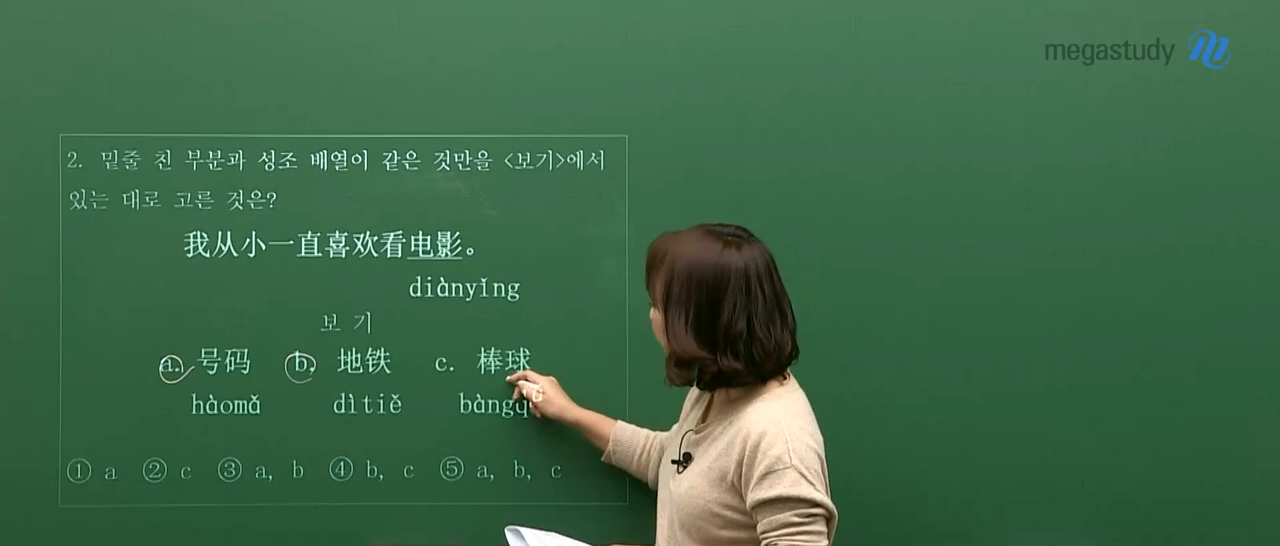 megastudy
2. 밑줄 친 부분과 성조 배열이 같은 것만을 <보기>에서
있는 대로 고른 것은?
我从小一直喜欢看电影。
diànyǐng
보 기
a. 号码 b. 地铁 c. 棒球
hàomǎ dìtiě
① a ② c ③ a, b ④ b, c ⑤ a, b, c